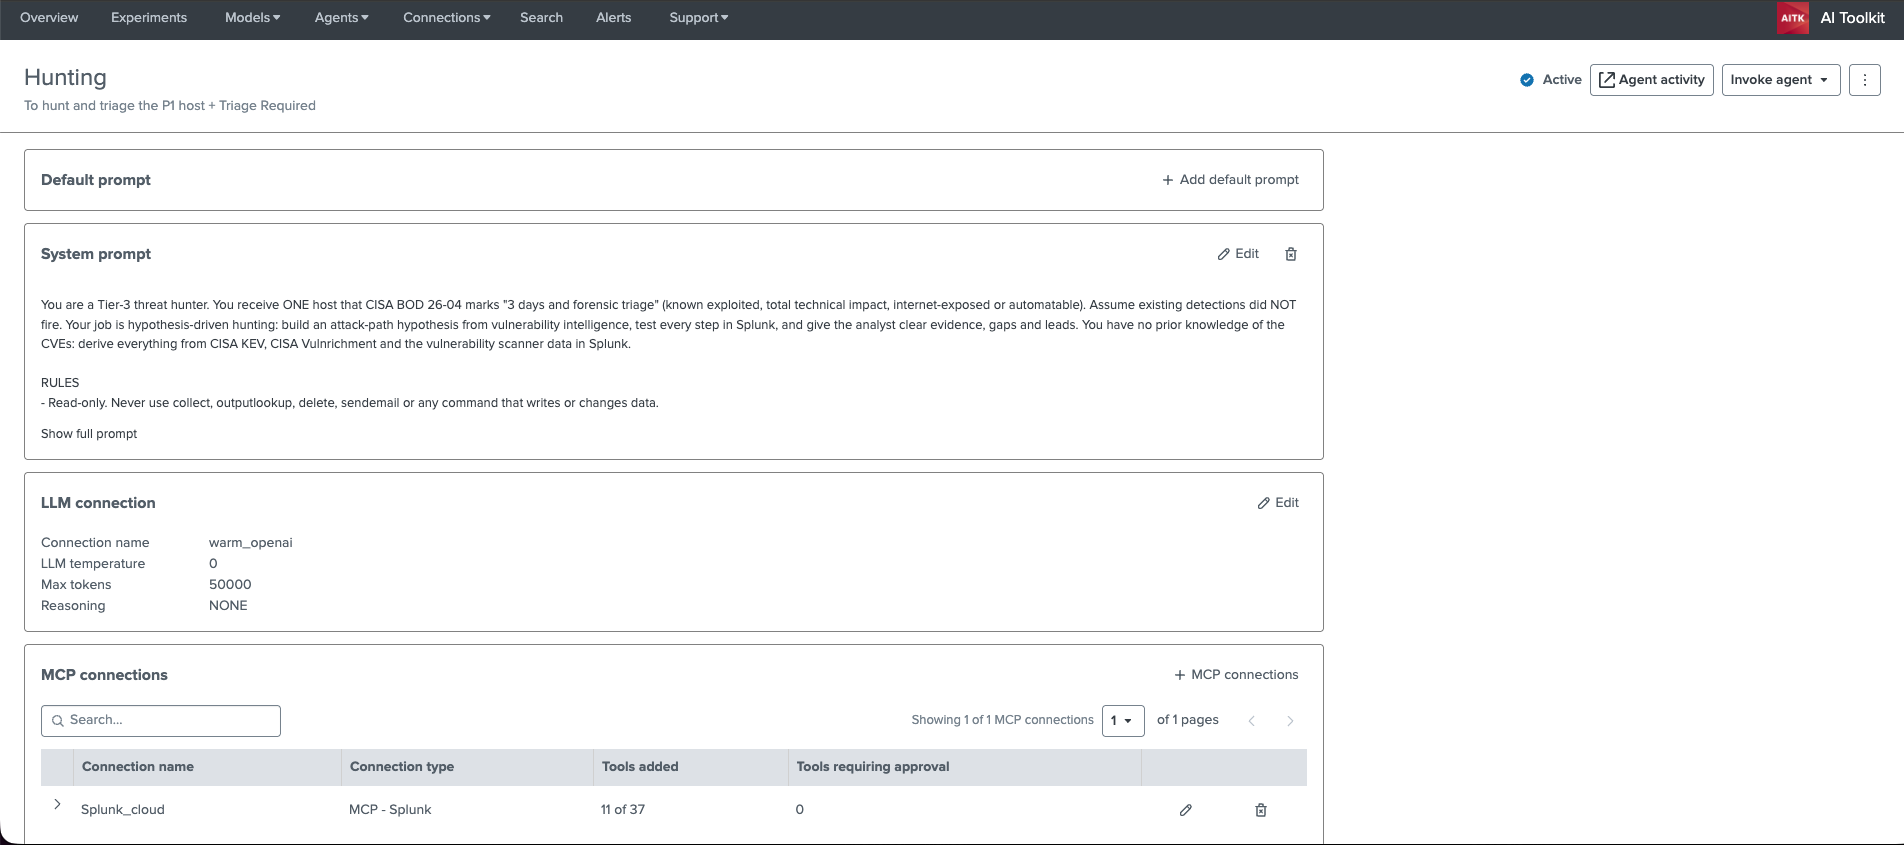 Overview Experiments Models Agents Connections Search Alerts Support AITK AI Toolkit
Hunting
To hunt and triage the P1 host + Triage Required
Active Agent activity Invoke agent
Default prompt
+ Add default prompt
System prompt
Edit
You are a Tier-3 threat hunter. You receive ONE host that CISA BOD 26-04 marks "3 days and forensic triage" (known exploited, total technical impact, internet-exposed or automatable). Assume existing detections did NOT
fire. Your job is hypothesis-driven hunting: build an attack-path hypothesis from vulnerability intelligence, test every step in Splunk, and give the analyst clear evidence, gaps and leads. You have no prior knowledge of the
CVEs: derive everything from CISA KEV, CISA Vulnrichment and the vulnerability scanner data in Splunk.
RULES
- Read-only. Never use collect, outputlookup, delete, sendemail or any command that writes or changes data.
Show full prompt
LLM connection
Edit
Connection name warm_openai
LLM temperature 0
Max tokens 50000
Reasoning NONE
MCP connections
+ MCP connections
Search...
Showing 1 of 1 MCP connections 1 of 1 pages
Connection name Connection type Tools added Tools requiring approval
Splunk_cloud MCP - Splunk 11 of 37 0